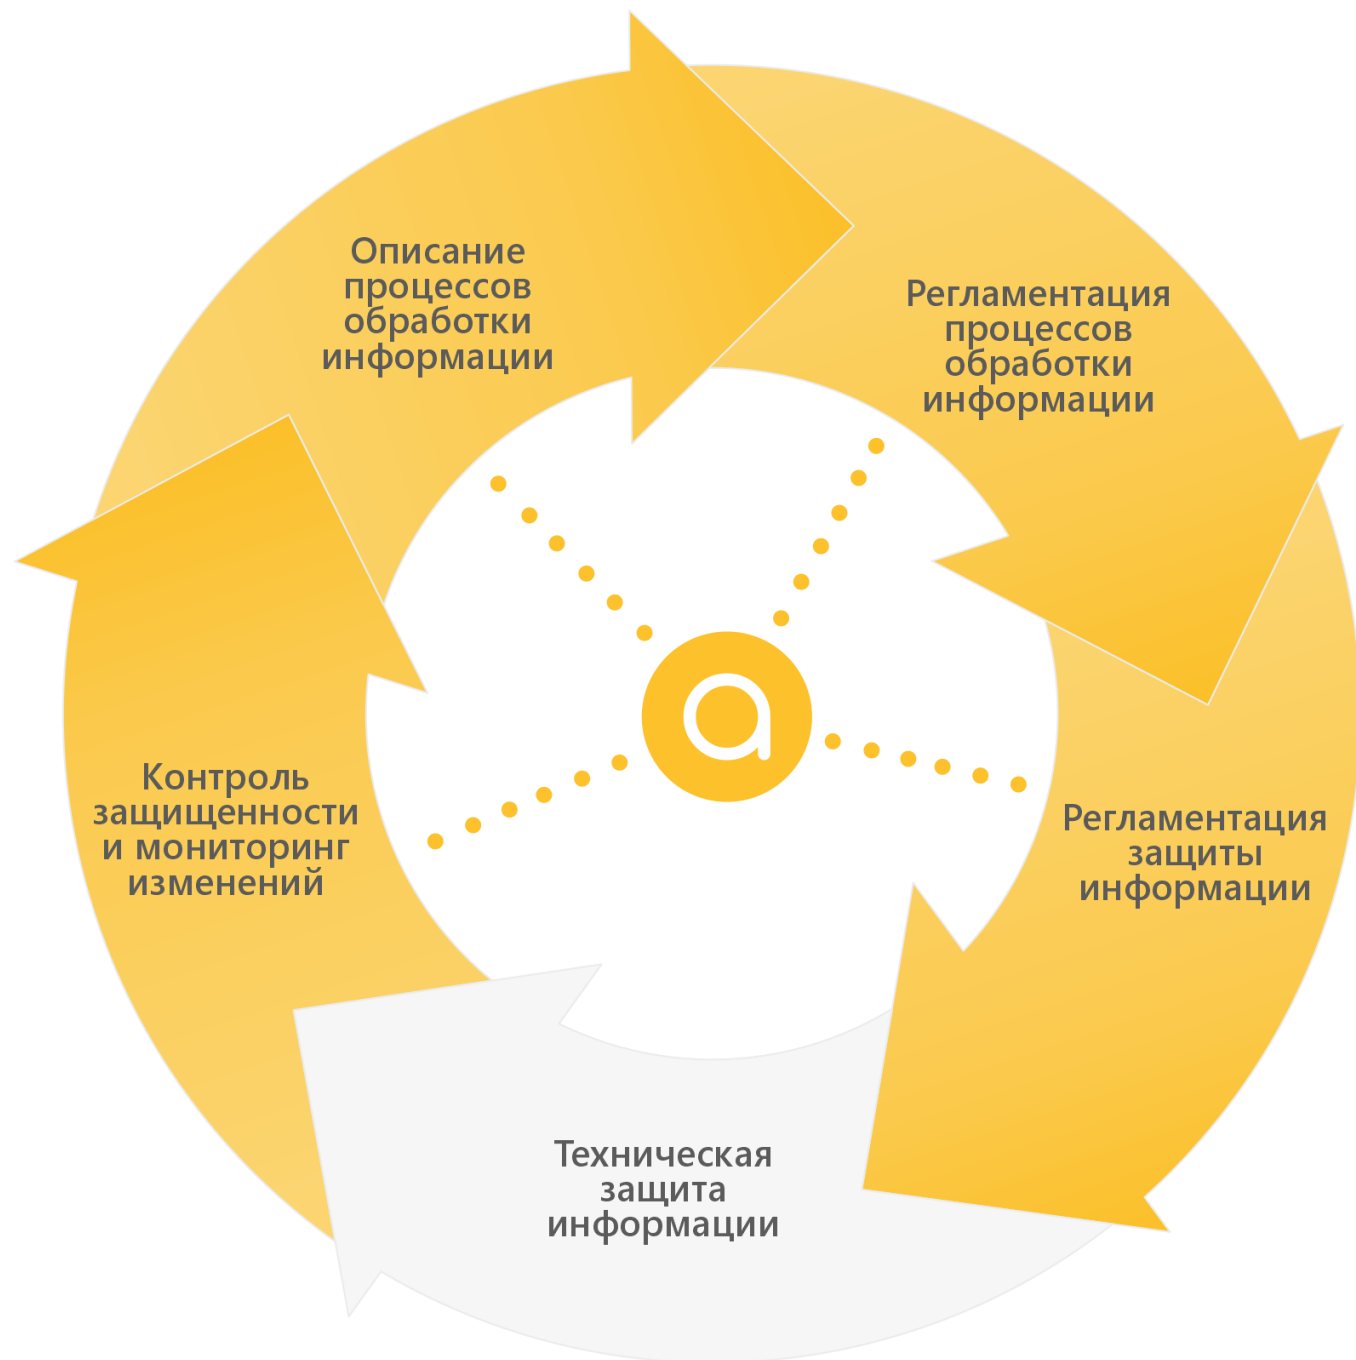 Описание
процессов
обработки
информации
Регламентация
процессов
обработки
информации
Регламентация
защиты
информации
Техническая
защита
информации
Контроль
защищенности
и мониторинг
изменений
a